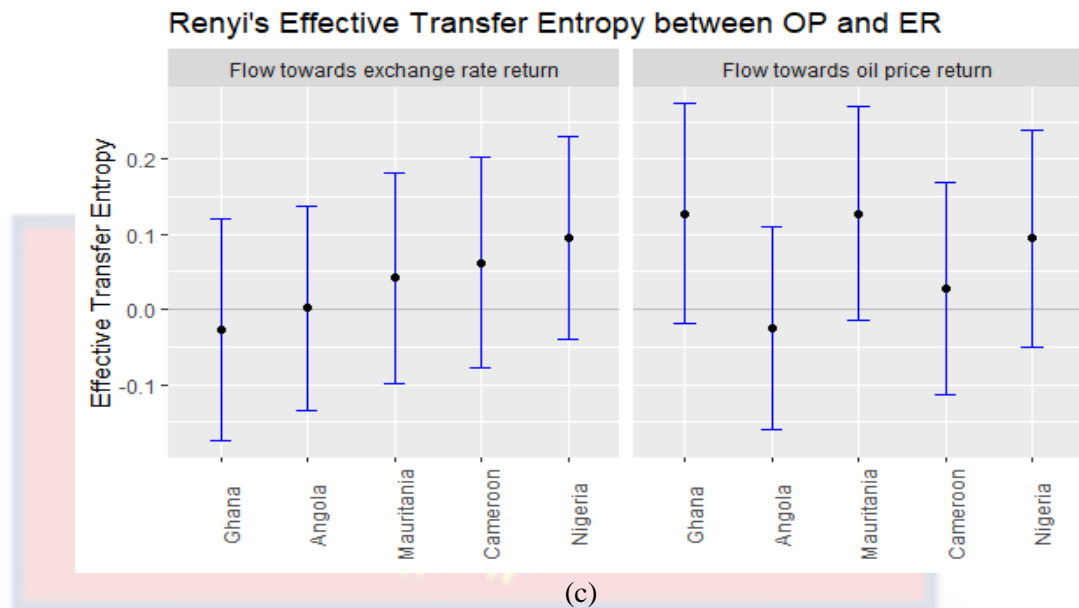 Renyi's Effective Transfer Entropy between OP and ER
Flow towards exchange rate return
Flow towards oil price return
Effective Transfer Entropy
0.2
0.1
0.0
-0.1
Ghana
Angola
Mauritania
Cameroon
Nigeria
Ghana
Angola
Mauritania
Cameroon
Nigeria
(c)